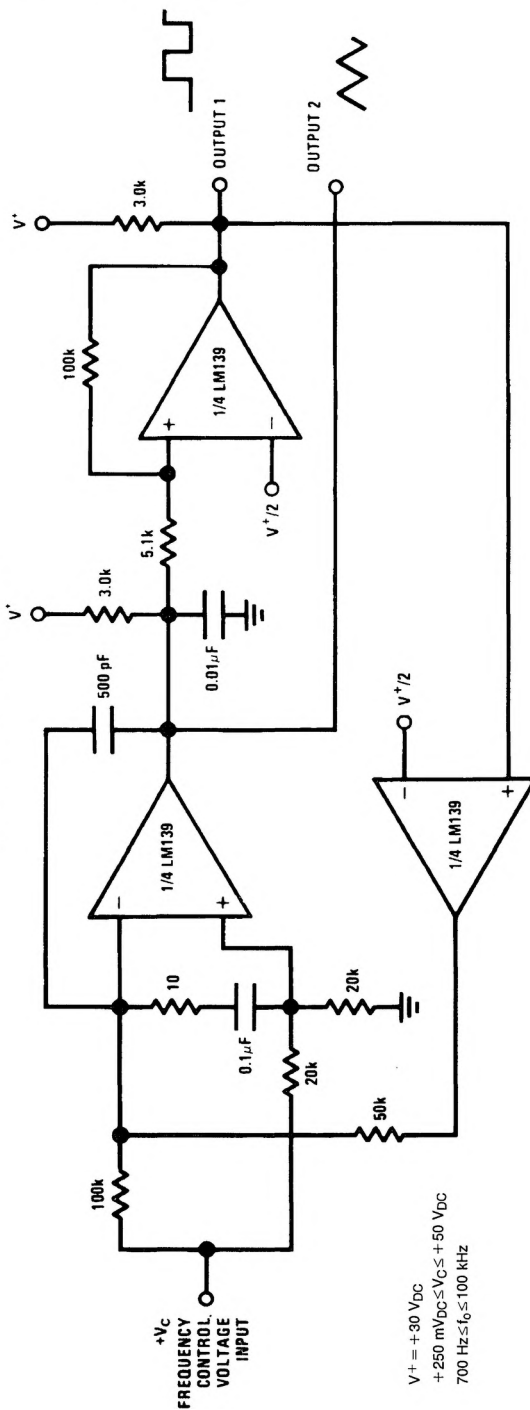 +VC
FREQUENCY
CONTROL
VOLTAGE
INPUT
100k
50k
20k
20k
0.1μF
10
-
+
1/4 LM139
500 pF
V+
3.0k
0.01μF
5.1k
100k
+
-
1/4 LM139
V+/2
V+
3.0k
OUTPUT 1
OUTPUT 2
V+/2
-
+
1/4 LM139
V+ = +30 VDC
+250 mVDC ≤ VC ≤ +50 VDC
700 Hz ≤ fo ≤ 100 kHz